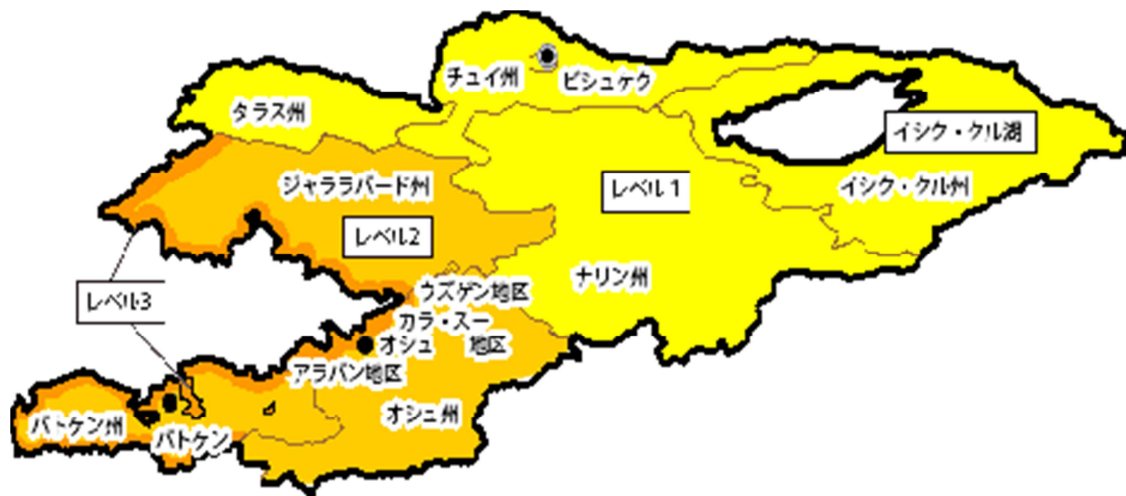 チュイ州
ビシュケク
タラス州
イシク・クル湖
ジャララバード州
レベル1
イシク・クル州
レベル2
ナリン州
ウズゲン地区
レベル3
カラ・スー
オシュ 地区
アラバン地区
オシュ州
バトケン州
バトケン